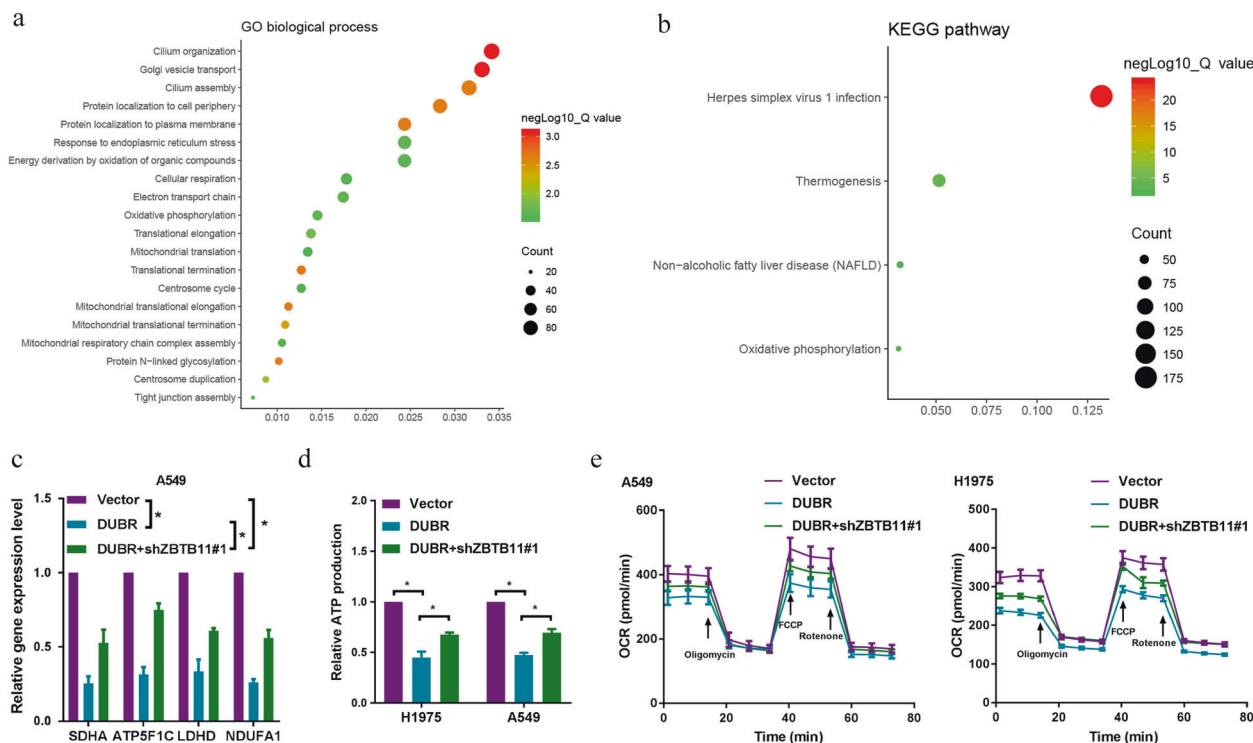 a
GO biological process
Cilium organization
Golgi vesicle transport
Cilium assembly
Protein localization to cell periphery
Protein localization to plasma membrane
Response to endoplasmic reticulum stress
Energy derivation by oxidation of organic compounds
Cellular respiration
Electron transport chain
Oxidative phosphorylation
Translational elongation
Mitochondrial translation
Translational termination
Centrosome cycle
Mitochondrial translational elongation
Mitochondrial translational termination
Mitochondrial respiratory chain complex assembly
Protein N-linked glycosylation
Centrosome duplication
Tight junction assembly
0.010 0.015 0.020 0.025 0.030 0.035
negLog10_Q value
3.0
2.5
2.0
Count
20
40
60
80
b
KEGG pathway
Herpes simplex virus 1 infection
Thermogenesis
Non-alcoholic fatty liver disease (NAFLD)
Oxidative phosphorylation
0.050 0.075 0.100 0.125
negLog10_Q value
20
15
10
5
Count
50
75
100
125
150
175
c
A549
Relative gene expression level
1.5
1.0
0.5
0.0
Vector
DUBR
DUBR+shZBTB11#1
*
*
*
SDHA ATP5F1C LDHD NDUFA1
d
Relative ATP production
2.0
1.5
1.0
0.5
0.0
Vector
DUBR
DUBR+shZBTB11#1
* *
* *
H1975 A549
e
A549
Vector
DUBR
DUBR+shZBTB11#1
OCR (pmol/min)
600
400
200
0
Oligomycin
FCCP
Rotenone
0 20 40 60 80
Time (min)
H1975
Vector
DUBR
DUBR+shZBTB11#1
OCR (pmol/min)
500
400
300
200
100
0
Oligomycin
FCCP
Rotenone
0 20 40 60 80
Time (min)